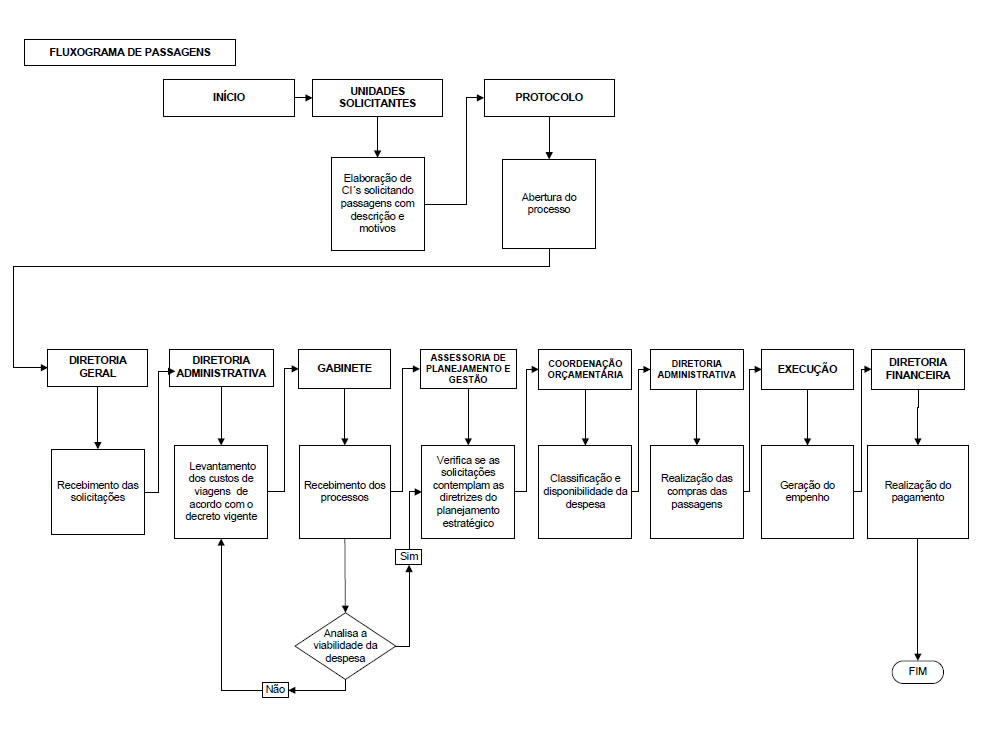 FLUXOGRAMA DE PASSAGENS
INÍCIO
UNIDADES
SOLICITANTES
PROTOCOLO
Elaboração de
CI´s solicitando
passagens com
descrição e
motivos
Abertura do
processo
DIRETORIA
GERAL
DIRETORIA
ADMINISTRATIVA
GABINETE
ASSESSORIA DE
PLANEJAMENTO E
GESTÃO
COORDENAÇÃO
ORÇAMENTÁRIA
DIRETORIA
ADMINISTRATIVA
EXECUÇÃO
DIRETORIA
FINANCEIRA
Recebimento das
solicitações
Levantamento
dos custos de
viagens de
acordo com o
decreto vigente
Recebimento dos
processos
Verifica se as
solicitações
contemplam as
diretrizes do
planejamento
estratégico
Classificação e
disponibilidade da
despesa
Realização das
compras das
passagens
Geração do
empenho
Realização do
pagamento
Sim
Analisa a
viabilidade da
despesa
Não
FIM